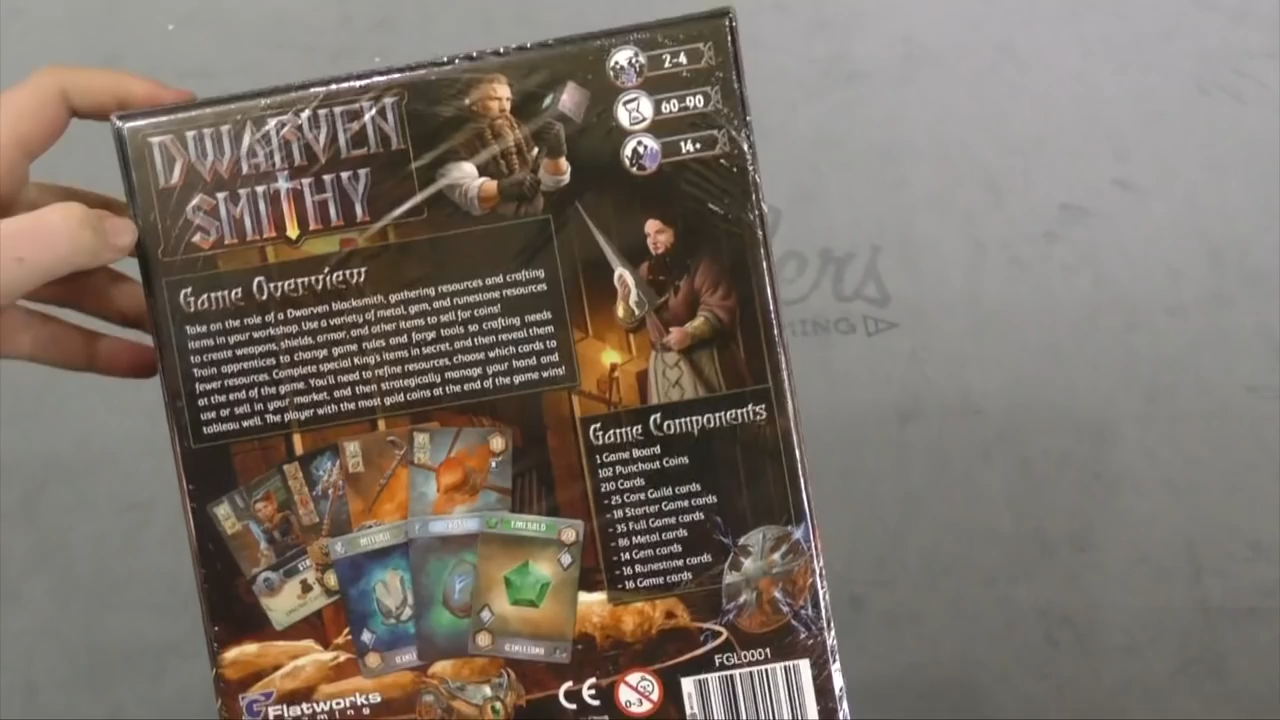 2-4
60-90
14+
DWARVEN
SMITHY
Game Overview
Take on the role of a Dwarven blacksmith, gathering resources and crafting
items in your workshop. Use a variety of metal, gem, and runestone resources
to create weapons, shields, armor, and other items to sell for coins!
Train apprentices to change game rules and forge tools so crafting needs
fewer resources. Complete special King's items in secret, and then reveal them
at the end of the game. You'll need to refine resources, choose which cards to
use or sell in your market, and then strategically manage your hand and
tableau well. The player with the most gold coins at the end of the game wins!
Game Components
1 Game Board
102 Punchout Coins
210 Cards
- 25 Core Guild cards
- 18 Starter Game cards
- 35 Full Game cards
- 86 Metal cards
- 14 Gem cards
- 16 Runestone cards
- 16 Game cards
MITHRIL
EMERALD
20
FGL0001
Flatworks
Gaming
CE
0-3